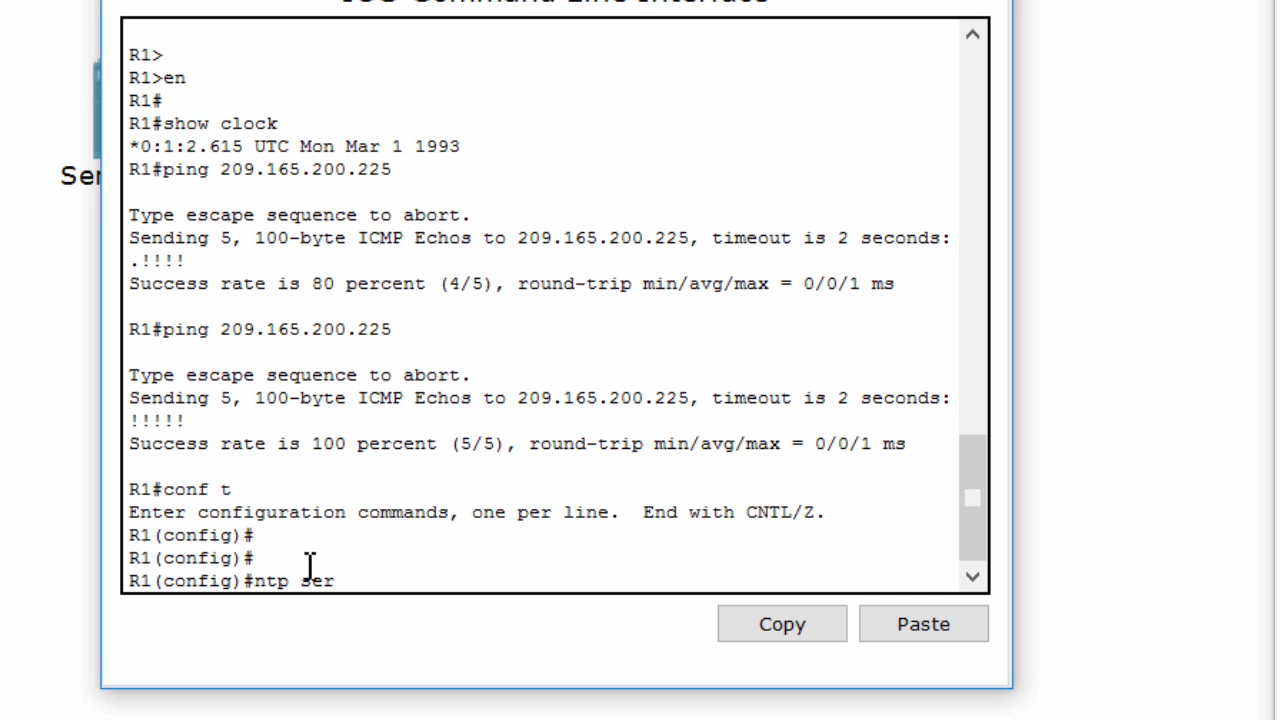 IOS Command Line Interface
R1>
R1>en
R1#
R1#show clock
*0:1:2.615 UTC Mon Mar 1 1993
R1#ping 209.165.200.225
Type escape sequence to abort.
Sending 5, 100-byte ICMP Echos to 209.165.200.225, timeout is 2 seconds:
.!!!!
Success rate is 80 percent (4/5), round-trip min/avg/max = 0/0/1 ms
R1#ping 209.165.200.225
Type escape sequence to abort.
Sending 5, 100-byte ICMP Echos to 209.165.200.225, timeout is 2 seconds:
!!!!!
Success rate is 100 percent (5/5), round-trip min/avg/max = 0/0/1 ms
R1#conf t
Enter configuration commands, one per line.  End with CNTL/Z.
R1(config)#
R1(config)#
R1(config)#ntp ser
Copy
Paste